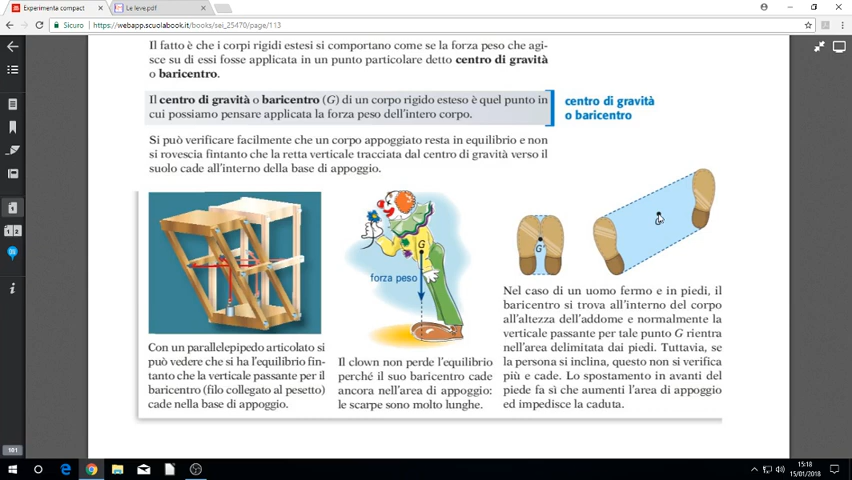 Experimenta compact
Le leve.pdf
Sicuro
https://webapp.scuolabook.it/books/sei_25470/page/113
Il fatto è che i corpi rigidi estesi si comportano come se la forza peso che agi-
sce su di essi fosse applicata in un punto particolare detto centro di gravità
o baricentro.
Il centro di gravità o baricentro (G) di un corpo rigido esteso è quel punto in
cui possiamo pensare applicata la forza peso dell'intero corpo.
centro di gravità
o baricentro
Si può verificare facilmente che un corpo appoggiato resta in equilibrio e non
si rovescia fintanto che la retta verticale tracciata dal centro di gravità verso il
suolo cade all'interno della base di appoggio.
G
forza peso
G
G
Con un parallelepipedo articolato si
può vedere che si ha l'equilibrio fin-
tanto che la verticale passante per il
baricentro (filo collegato al pesetto)
cade nella base di appoggio.
Il clown non perde l'equilibrio
perché il suo baricentro cade
ancora nell'area di appoggio:
le scarpe sono molto lunghe.
Nel caso di un uomo fermo e in piedi, il
baricentro si trova all'interno del corpo
all'altezza dell'addome e normalmente la
verticale passante per tale punto G rientra
nell'area delimitata dai piedi. Tuttavia, se
la persona si inclina, questo non si verifica
più e cade. Lo spostamento in avanti del
piede fa sì che aumenti l'area di appoggio
ed impedisce la caduta.
101
15:18
15/01/2018